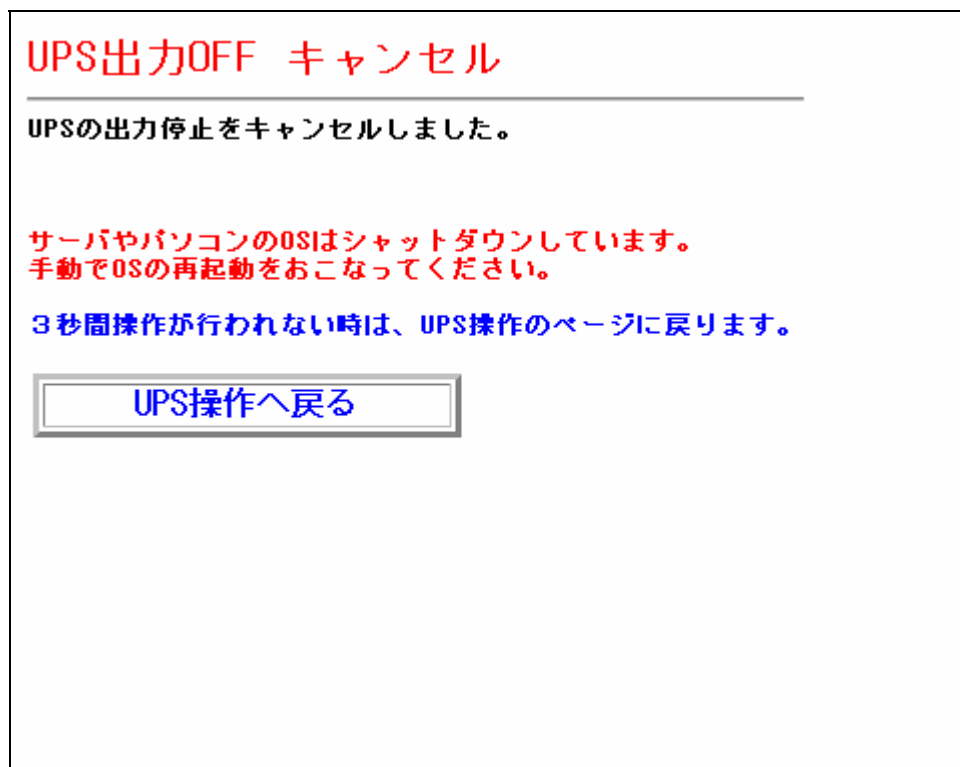 UPS出力OFF キャンセル
UPSの出力停止をキャンセルしました。
サーバやパソコンのOSはシャットダウンしています。
手動でOSの再起動をおこなってください。
３秒間操作が行われない時は、UPS操作のページに戻ります。
UPS操作へ戻る